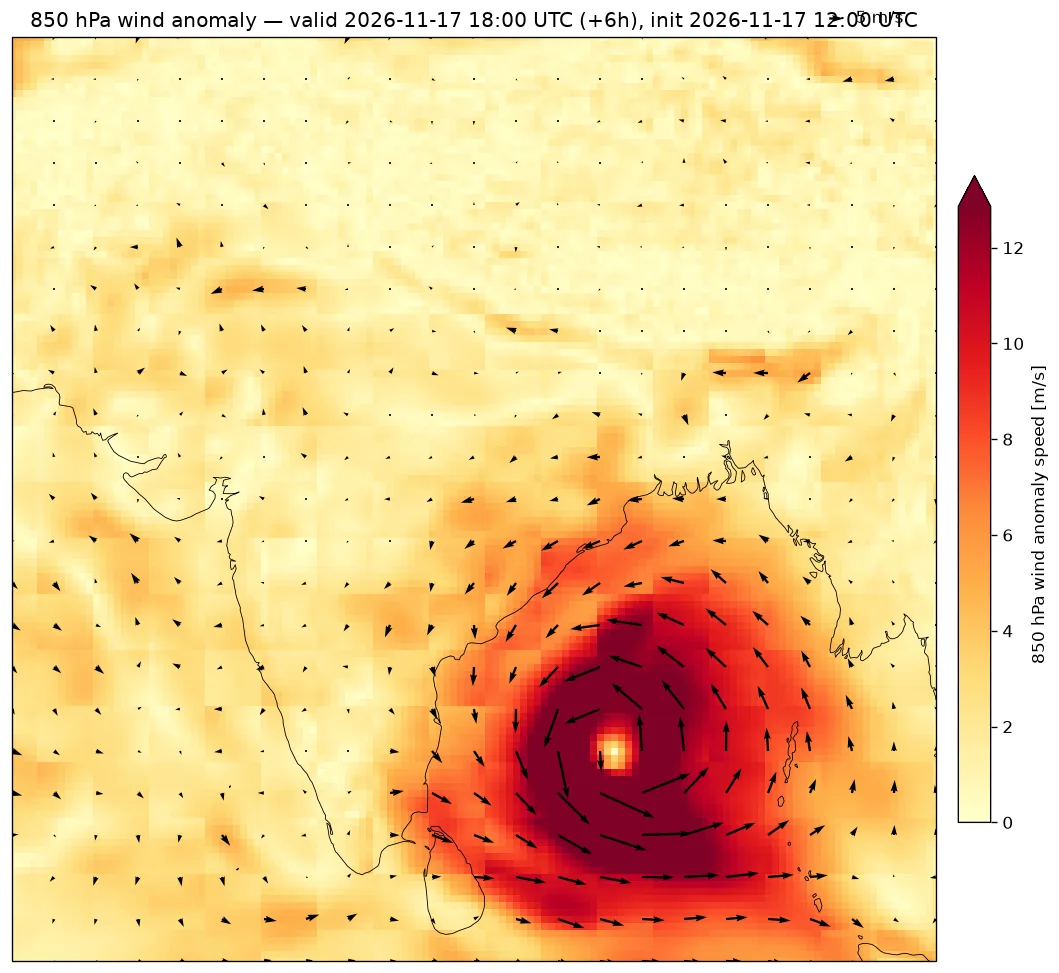 850 hPa wind anomaly — valid 2026-11-17 18:00 UTC (+6h), init 2026-11-17 12:00 UTC
5 m/s
12
10
8
6
4
2
0
850 hPa wind anomaly speed [m/s]